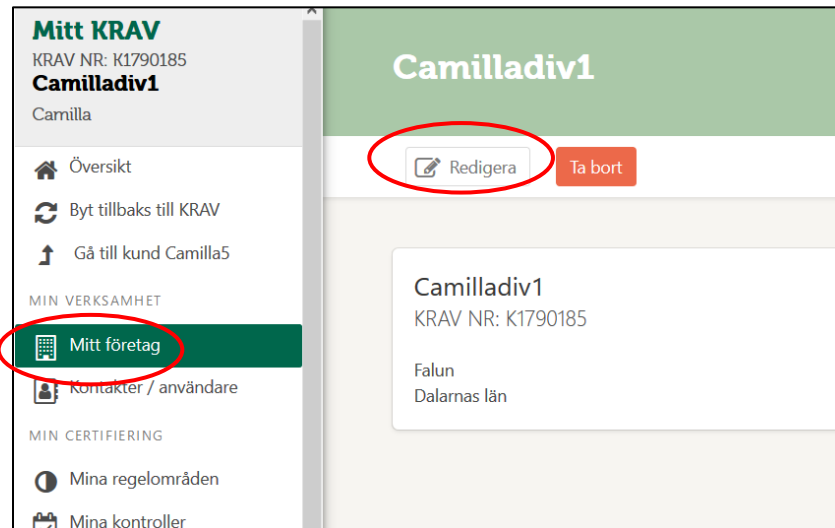 Mitt KRAV
KRAV NR: K1790185
Camilladiv1
Camilla
Översikt
Byt tillbaks till KRAV
Gå till kund Camilla5
MIN VERKSAMHET
Mitt företag
Kontakter / användare
MIN CERTIFIERING
Mina regelområden
Mina kontroller
Camilladiv1
Redigera
Ta bort
Camilladiv1
KRAV NR: K1790185
Falun
Dalarnas län